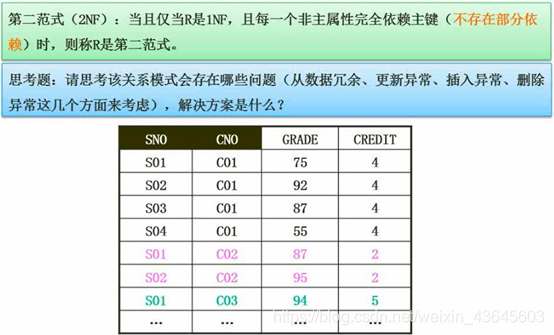 第二范式（2NF）：当且仅当R是1NF，且每一个非主属性完全依赖主键（不存在部分依
赖）时，则称R是第二范式。
思考题：请思考该关系模式会存在哪些问题（从数据冗余、更新异常、插入异常、删除
异常这几个方面来考虑），解决方案是什么？
SNO CNO GRADE CREDIT
S01 C01 75 4
S02 C01 92 4
S03 C01 87 4
S04 C01 55 4
S01 C02 87 2
S02 C02 95 2
S01 C03 94 5
… … … …
https://blog.csdn.net/weixin_43645603